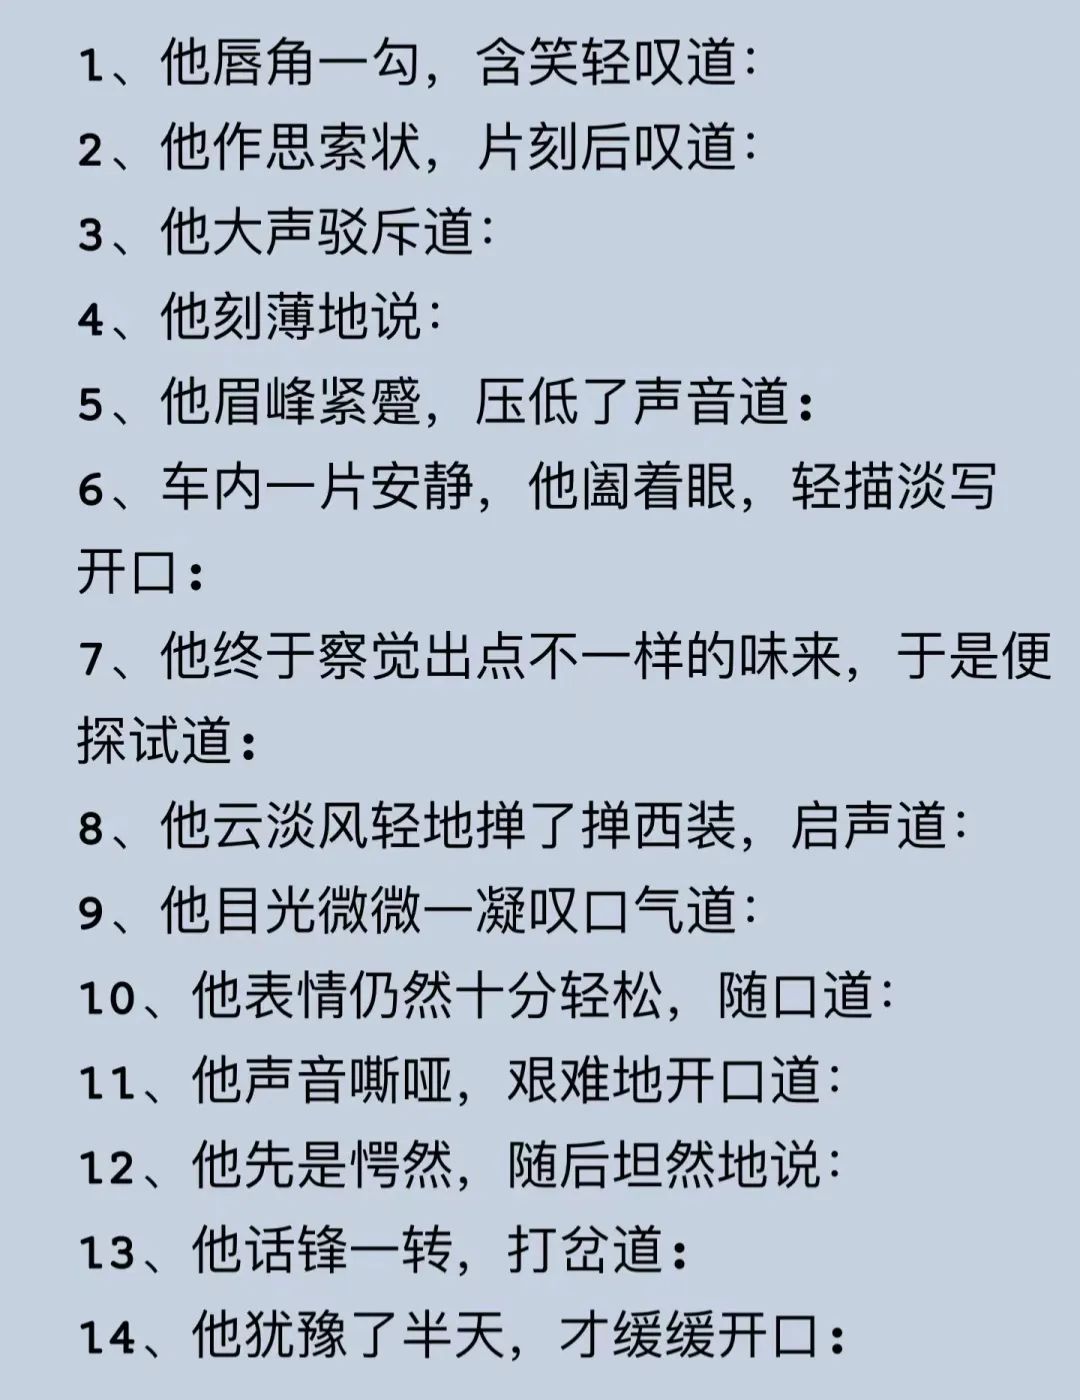 1、他唇角一勾，含笑轻叹道：
2、他作思索状，片刻后叹道：
3、他大声驳斥道：
4、他刻薄地说：
5、他眉峰紧蹙，压低了声音道：
6、车内一片安静，他阖着眼，轻描淡写
开口：
7、他终于察觉出点不一样的味来，于是便
探试道：
8、他云淡风轻地掸了掸西装，启声道：
9、他目光微微一凝叹口气道：
10、他表情仍然十分轻松，随口道：
11、他声音嘶哑，艰难地开口道：
12、他先是愕然，随后坦然地说：
13、他话锋一转，打岔道：
14、他犹豫了半天，才缓缓开口：